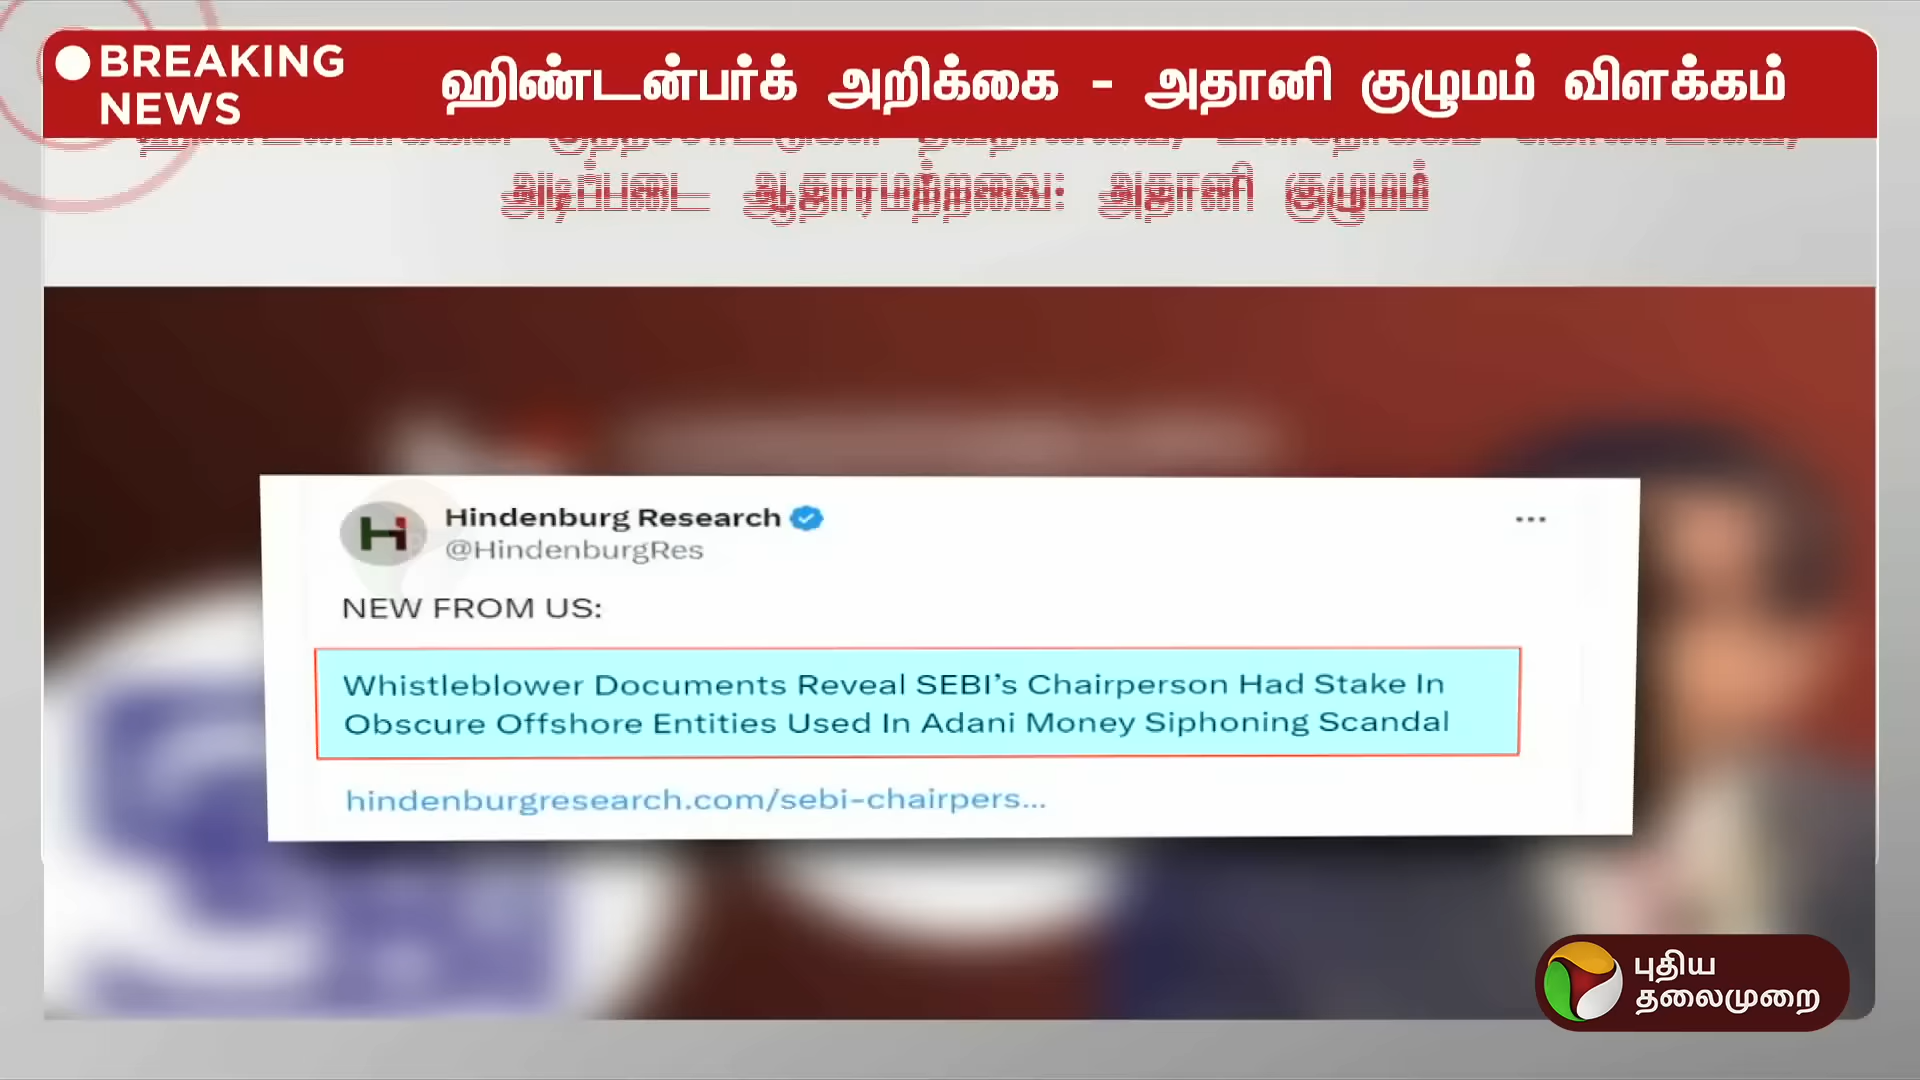 BREAKING
NEWS
ஹிண்டன்பர்க் அறிக்கை - அதானி குழுமம் விளக்கம்
அடிப்படை ஆதாரமற்றவை: அதானி குழுமம்
Hindenburg Research
@HindenburgRes
NEW FROM US:
Whistleblower Documents Reveal SEBI’s Chairperson Had Stake In
Obscure Offshore Entities Used In Adani Money Siphoning Scandal
hindenburgresearch.com/sebi-chairpers...
புதிய
தலைமுறை